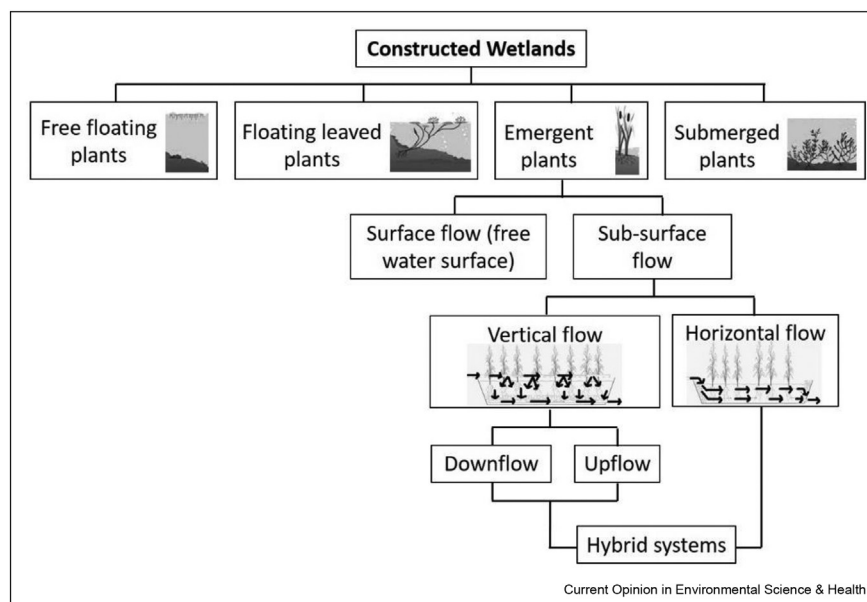 Constructed Wetlands
Free floating
plants
Floating leaved
plants
Emergent
plants
Submerged
plants
Surface flow (free
water surface)
Sub-surface
flow
Vertical flow
Horizontal flow
Downflow
Upflow
Hybrid systems
Current Opinion in Environmental Science & Health